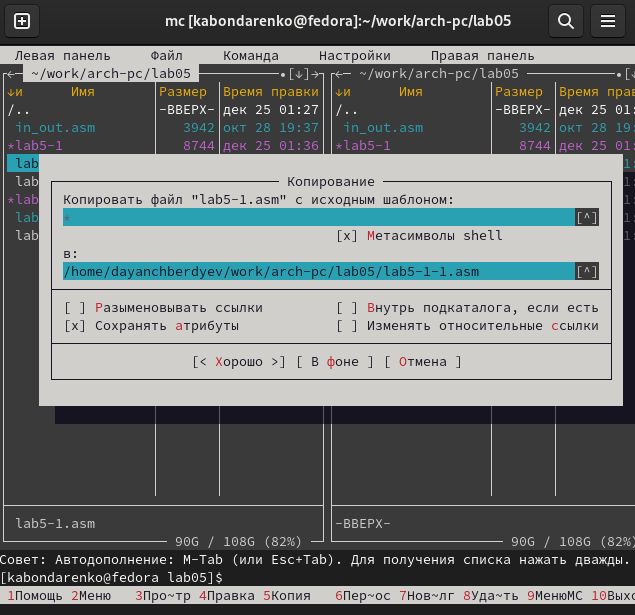 mc [kabondarenko@fedora]:~/work/arch-pc/lab05
Левая панель Файл Команда Настройки Правая панель
~/work/arch-pc/lab05 ~/work/arch-pc/lab05
↓и Имя Размер Время правки ↓и Имя Размер Время прав
/.. -ВВЕРХ- дек 25 01:27 /.. -ВВЕРХ- дек 25 01:
in_out.asm 3942 окт 28 19:37 in_out.asm 3942 окт 28 19:
*lab5-1 8744 дек 25 01:36 *lab5-1 8744 дек 25 01:
lab
lab
*lab
lab
lab
Копирование
Копировать файл "lab5-1.asm" с исходным шаблоном:
* [^]
[x] Метасимволы shell
в:
/home/dayanchberdyev/work/arch-pc/lab05/lab5-1-1.asm [^]
[ ] Разыменовывать ссылки [ ] Внутрь подкаталога, если есть
[x] Сохранять атрибуты [ ] Изменять относительные ссылки
[< Хорошо >] [ В фоне ] [ Отмена ]
lab5-1.asm -ВВЕРХ-
90G / 108G (82%) 90G / 108G (82%)
Совет: Автодополнение: M-Tab (или Esc+Tab). Для получения списка нажать дважды.
[kabondarenko@fedora lab05]$
1Помощь 2Меню 3Про~тр 4Правка 5Копия 6Пер~ос 7Нов~лг 8Уда~ть 9МенюMC 10Выхо